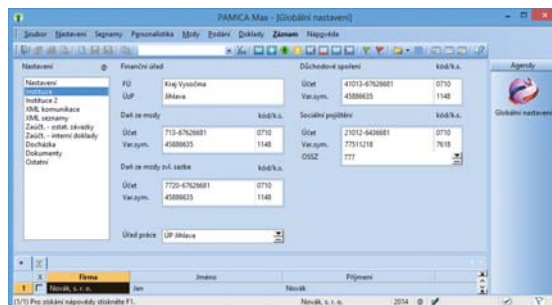 PAMICA Max - [Globální nastavení]
Soubor Nastavení Seznamy Personalistika Mzdy Podání Doklady Záznam Nápověda
Nastavení
Nastavení
Instituce
Instituce 2
XML komunikace
XML seznamy
Zaúčt. - ostat. závazky
Zaúčt. - interní doklady
Docházka
Dokumenty
Ostatní
Finanční úřad
FÚ Kraj Vysočina
ÚzP Jihlava
Daň ze mzdy kód/k.s.
Účet 713-67626681 0710
Var.sym. 45886635 1148
Daň ze mzdy zvl. sazba kód/k.s.
Účet 7720-67626681 0710
Var.sym. 45886635 1148
Úřad práce ÚP Jihlava
Důchodové spoření kód/k.s.
Účet 41013-67626681 0710
Var.sym. 45886635 1148
Sociální pojištění kód/k.s.
Účet 21012-6436681 0710
Var.sym. 77511218 7618
OSSZ 777
Agendy
Globální nastavení
X Firma Jméno Příjmení
1 Novák, s. r. o. Jan Novák
(1/1) Pro získání nápovědy stiskněte F1. Novák, s. r. o. 2014 @